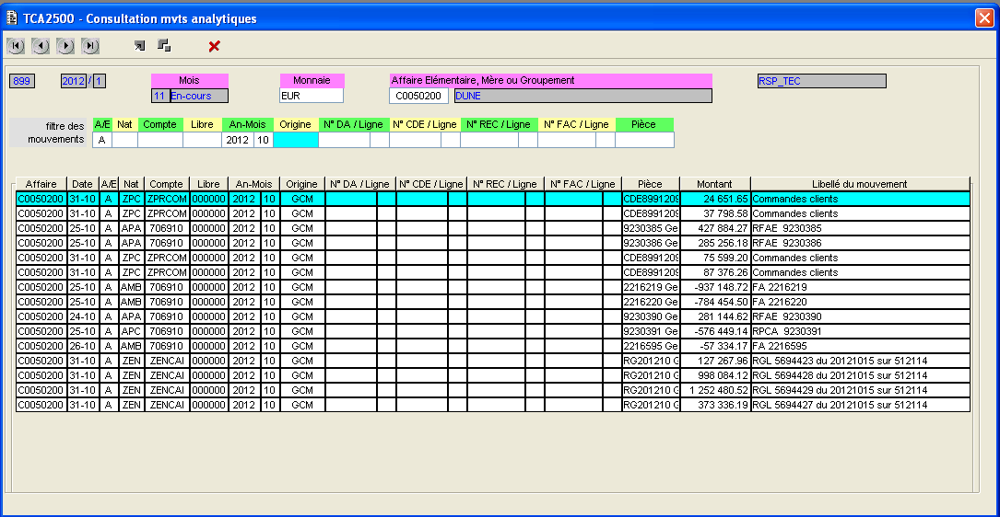 TCA2500 - Consultation mvts analytiques
899 2012 / 1 Mois Monnaie Affaire Elémentaire, Mère ou Groupement RSP_TEC
11 En-cours EUR C0050200 DUNE
filtre des mouvements A/E Nat Compte Libre An-Mois Origine N° DA / Ligne N° CDE / Ligne N° REC / Ligne N° FAC / Ligne Pièce
A 2012 10
Affaire Date A/E Nat Compte Libre An-Mois Origine N° DA / Ligne N° CDE / Ligne N° REC / Ligne N° FAC / Ligne Pièce Montant Libellé du mouvement
C0050200 31-10 A ZPC ZPRCOM 000000 2012 10 GCM CDE8991209 24 651.65 Commandes clients
C0050200 31-10 A ZPC ZPRCOM 000000 2012 10 GCM CDE8991209 37 798.58 Commandes clients
C0050200 25-10 A APA 706910 000000 2012 10 GCM 9230385 Ge 427 884.27 RFAE 9230385
C0050200 25-10 A APA 706910 000000 2012 10 GCM 9230386 Ge 285 256.18 RFAE 9230386
C0050200 31-10 A ZPC ZPRCOM 000000 2012 10 GCM CDE8991209 75 599.20 Commandes clients
C0050200 31-10 A ZPC ZPRCOM 000000 2012 10 GCM CDE8991209 87 376.26 Commandes clients
C0050200 25-10 A AMB 706910 000000 2012 10 GCM 2216219 Ge -937 148.72 FA 2216219
C0050200 25-10 A AMB 706910 000000 2012 10 GCM 2216220 Ge -784 454.50 FA 2216220
C0050200 24-10 A APA 706910 000000 2012 10 GCM 9230390 Ge 281 144.62 RFAE 9230390
C0050200 25-10 A APC 706910 000000 2012 10 GCM 9230391 Ge -576 449.14 RPCA 9230391
C0050200 26-10 A AMB 706910 000000 2012 10 GCM 2216595 Ge -57 334.17 FA 2216595
C0050200 31-10 A ZEN ZENCAI 000000 2012 10 GCM RG201210 G 127 267.96 RGL 5694423 du 20121015 sur 512114
C0050200 31-10 A ZEN ZENCAI 000000 2012 10 GCM RG201210 G 998 084.12 RGL 5694428 du 20121015 sur 512114
C0050200 31-10 A ZEN ZENCAI 000000 2012 10 GCM RG201210 G 1 252 480.52 RGL 5694429 du 20121015 sur 512114
C0050200 31-10 A ZEN ZENCAI 000000 2012 10 GCM RG201210 G 373 336.19 RGL 5694427 du 20121015 sur 512114